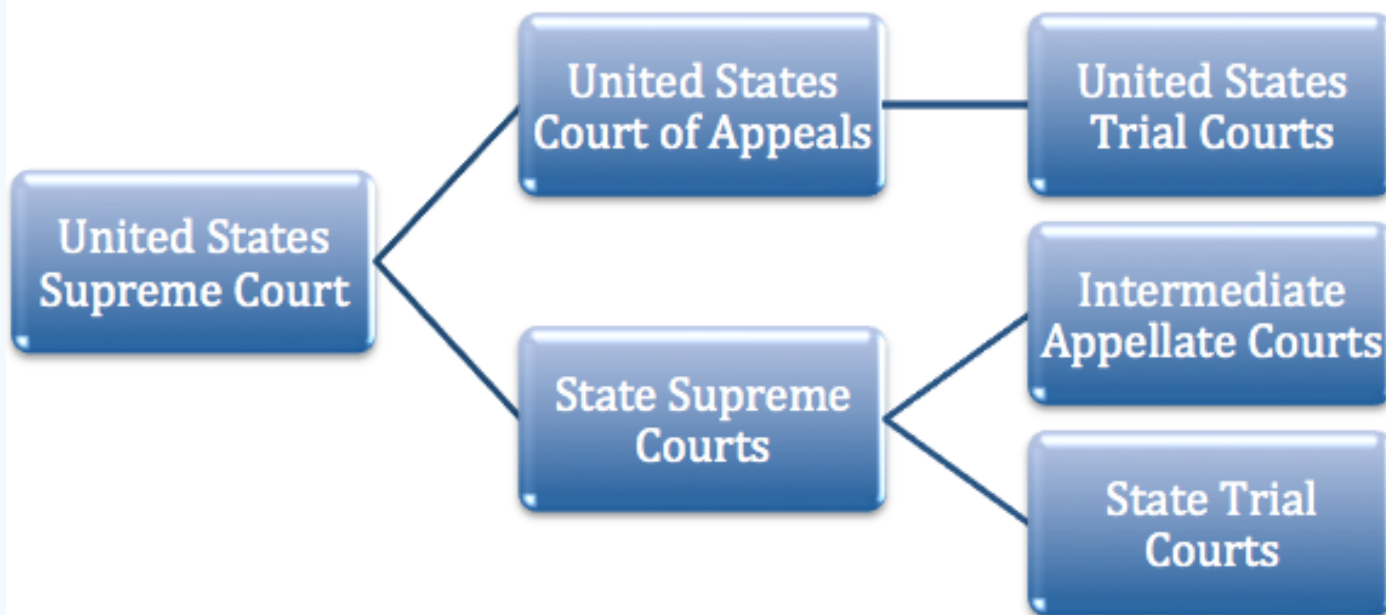 United States
Supreme Court
United States
Court of Appeals
United States
Trial Courts
State Supreme
Courts
Intermediate
Appellate Courts
State Trial
Courts